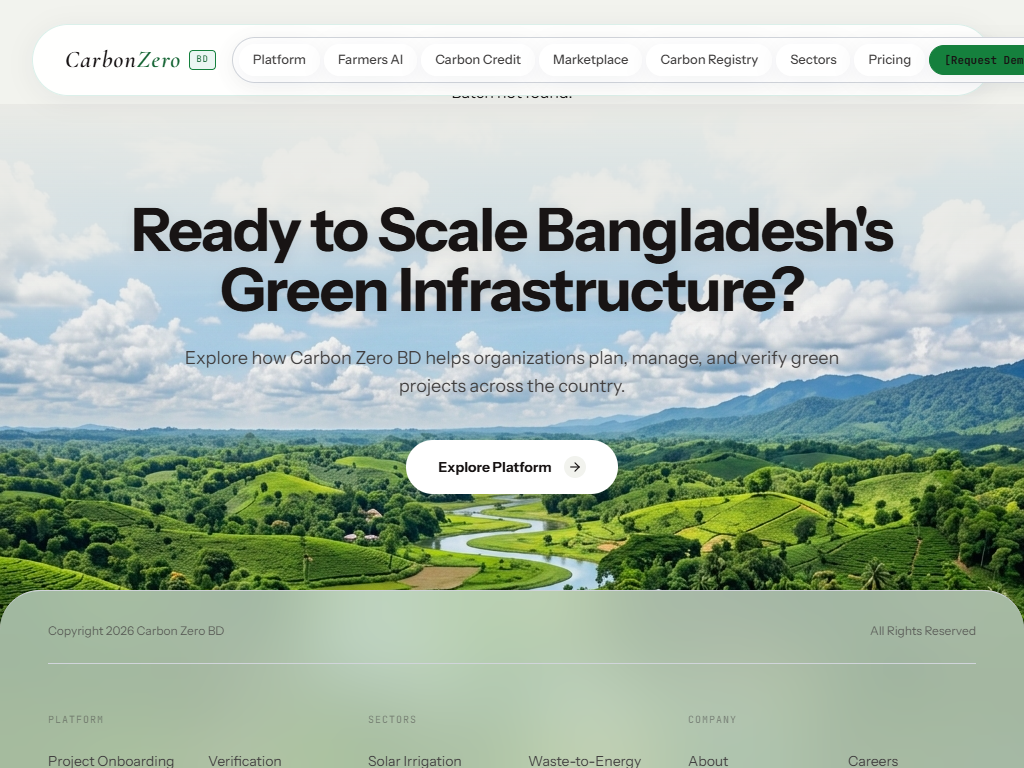 CarbonZero BD Platform Farmers AI Carbon Credit Marketplace Carbon Registry Sectors Pricing [Request Dem
Batch not found.
Ready to Scale Bangladesh's
Green Infrastructure?
Explore how Carbon Zero BD helps organizations plan, manage, and verify green
projects across the country.
Explore Platform
Copyright 2026 Carbon Zero BD All Rights Reserved
PLATFORM SECTORS COMPANY
Project Onboarding Verification Solar Irrigation Waste-to-Energy About Careers